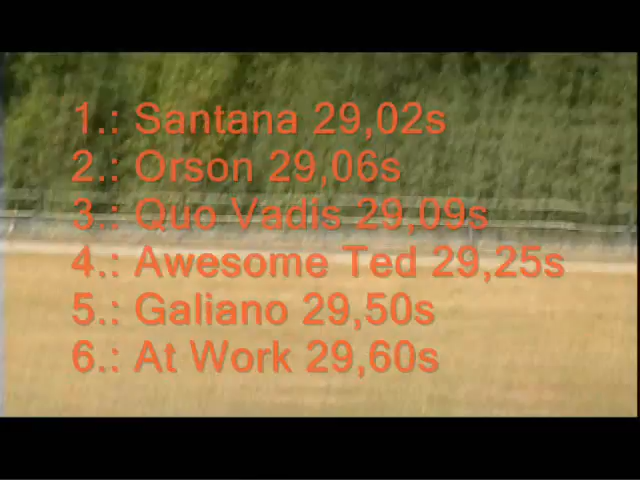 1.: Santana 29,02s
2.: Orson 29,06s
3.: Quo Vadis 29,09s
4.: Awesome Ted 29,25s
5.: Galiano 29,50s
6.: At Work 29,60s